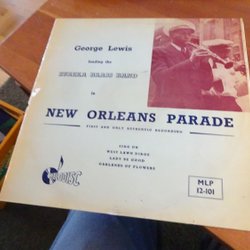 George Lewis
leading the
EUREKA BRASS BAND
in
NEW ORLEANS PARADE
FIRST AND ONLY AUTHENTIC RECORDING
SING ON
WEST LAWN DIRGE
LADY BE GOOD
GARLANDS OF FLOWERS
DISC
MLP
12-101